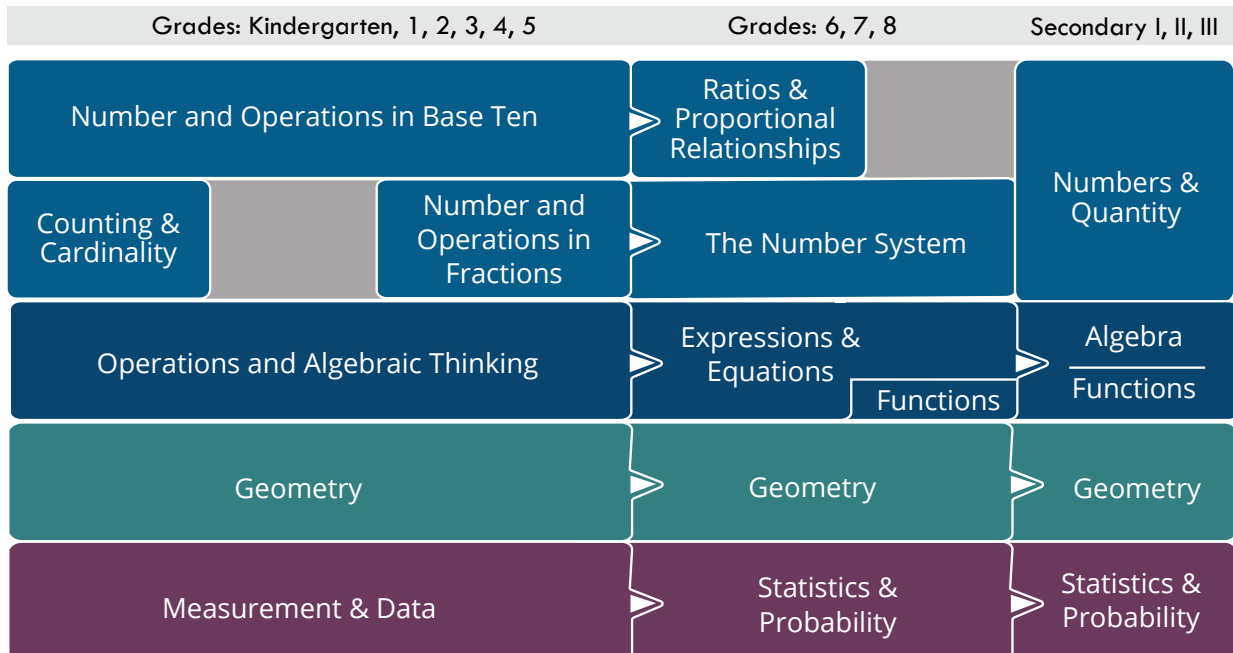 Grades: Kindergarten, 1, 2, 3, 4, 5
Grades: 6, 7, 8
Secondary I, II, III
Number and Operations in Base Ten
Ratios &
Proportional
Relationships
Numbers &
Quantity
Counting &
Cardinality
Number and
Operations in
Fractions
The Number System
Operations and Algebraic Thinking
Expressions &
Equations
Functions
Algebra
Functions
Geometry
Geometry
Geometry
Measurement & Data
Statistics &
Probability
Statistics &
Probability